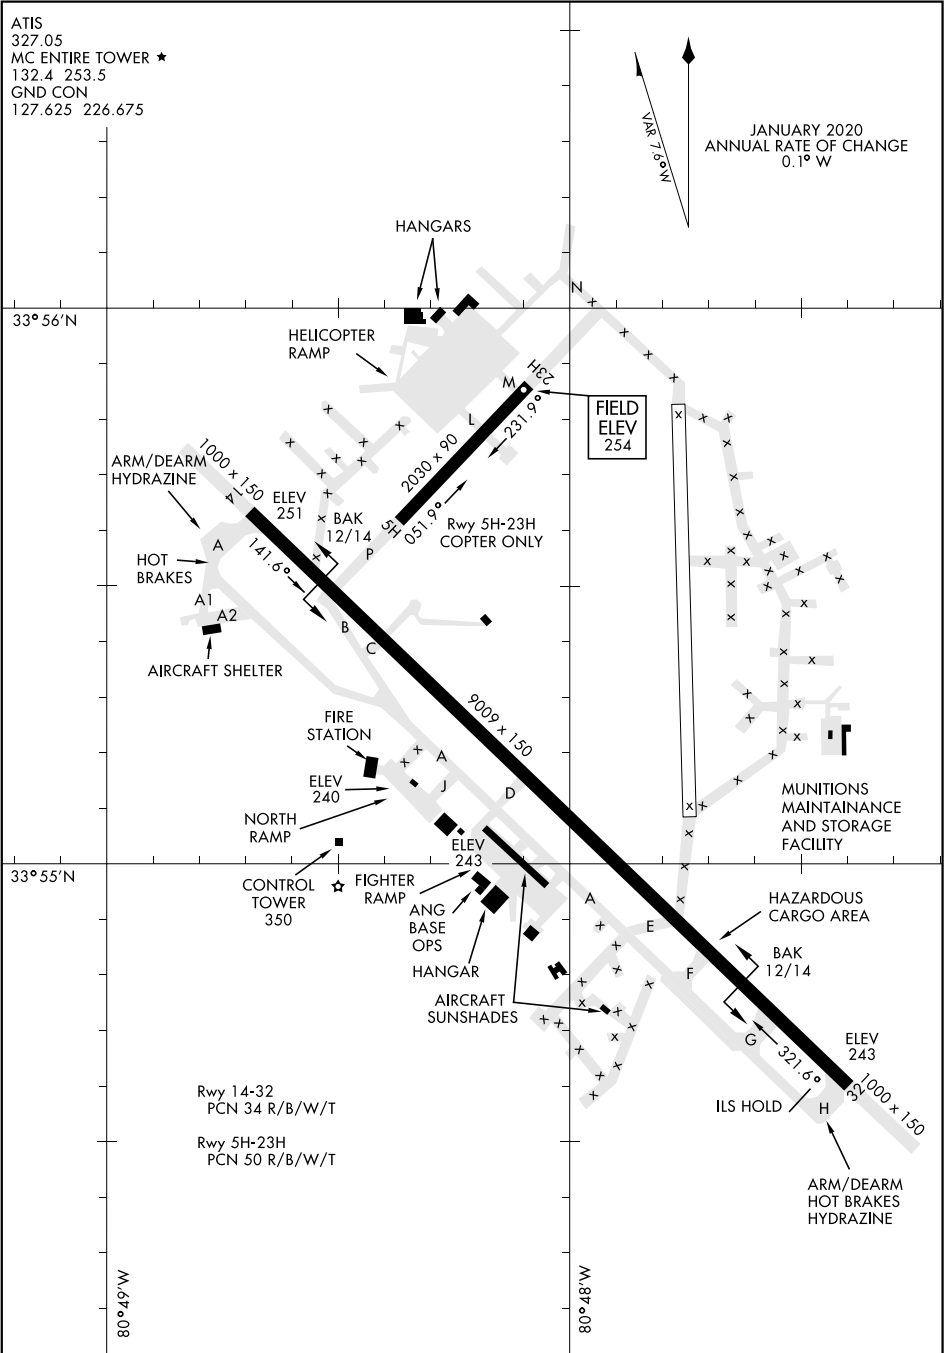 ATIS
327.05
MC ENTIRE TOWER ★
132.4 253.5
GND CON
127.625 226.675
VAR 7.6° W
JANUARY 2020
ANNUAL RATE OF CHANGE
0.1° W
HANGARS
N
33° 56'N
HELICOPTER
RAMP
M
23H
FIELD
ELEV
254
L
231.9°
2030 x 90
1000 x 150
ARM/DEARM
HYDRAZINE
14
ELEV
251
BAK
12/14
5H
051.9°
Rwy 5H-23H
COPTER ONLY
A
141.6°
P
HOT
BRAKES
A1
A2
B
C
AIRCRAFT SHELTER
9009 x 150
FIRE
STATION
A
ELEV
240
J
D
NORTH
RAMP
MUNITIONS
MAINTAINANCE
AND STORAGE
FACILITY
ELEV
243
33° 55'N
CONTROL
TOWER
350
FIGHTER
RAMP
ANG
BASE
OPS
HANGAR
A
E
HAZARDOUS
CARGO AREA
BAK
12/14
F
AIRCRAFT
SUNSHADES
G
321.6°
ELEV
243
32
1000 x 150
ILS HOLD
H
Rwy 14-32
PCN 34 R/B/W/T
Rwy 5H-23H
PCN 50 R/B/W/T
ARM/DEARM
HOT BRAKES
HYDRAZINE
80° 49'W
80° 48'W